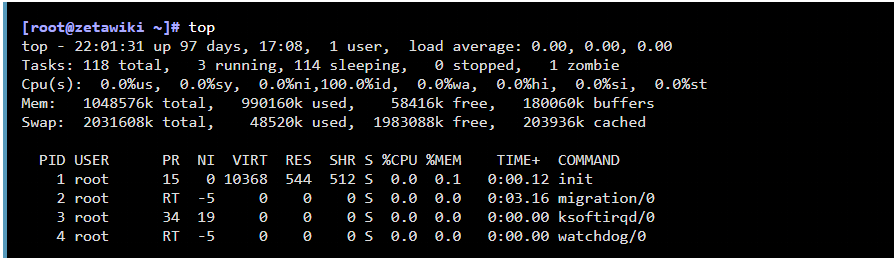 [root@zetawiki ~]# top
top - 22:01:31 up 97 days, 17:08,  1 user,  load average: 0.00, 0.00, 0.00
Tasks: 118 total,   3 running, 114 sleeping,   0 stopped,   1 zombie
Cpu(s):  0.0%us,  0.0%sy,  0.0%ni,100.0%id,  0.0%wa,  0.0%hi,  0.0%si,  0.0%st
Mem:   1048576k total,   990160k used,    58416k free,   180060k buffers
Swap:  2031608k total,    48520k used,  1983088k free,   203936k cached
  PID USER      PR  NI  VIRT  RES  SHR S %CPU %MEM    TIME+  COMMAND
    1 root      15   0 10368  544  512 S  0.0  0.1   0:00.12 init
    2 root      RT  -5     0    0    0 S  0.0  0.0   0:03.16 migration/0
    3 root      34  19     0    0    0 S  0.0  0.0   0:00.00 ksoftirqd/0
    4 root      RT  -5     0    0    0 S  0.0  0.0   0:00.00 watchdog/0